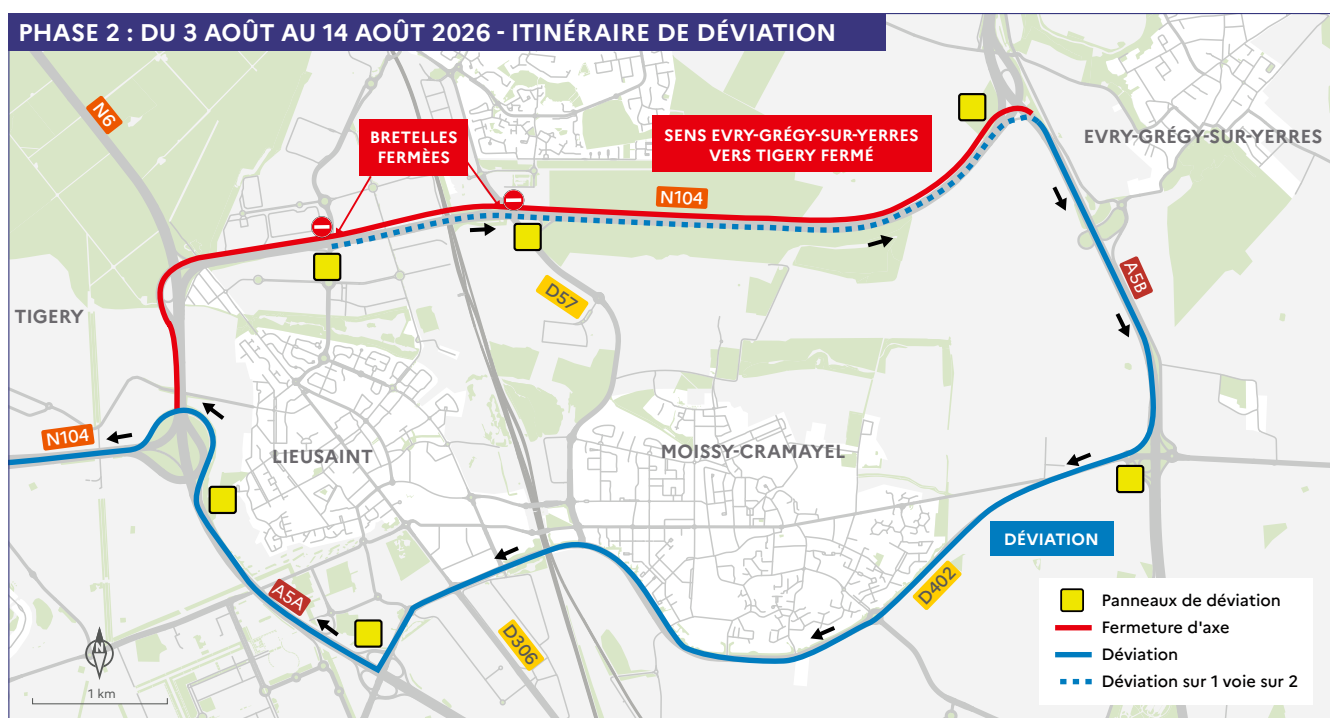 PHASE 2 : DU 3 AOÛT AU 14 AOÛT 2026 - ITINÉRAIRE DE DÉVIATION
N6
BRETELLES
FERMÈES
SENS EVRY-GRÉGY-SUR-YERRES
VERS TIGERY FERMÉ
EVRY-GRÉGY-SUR-YERRES
N104
A5B
D57
TIGERY
N104
LIEUSAINT
MOISSY-CRAMAYEL
DÉVIATION
D402
A5A
D306
N
1 km
Panneaux de déviation
Fermeture d'axe
Déviation
Déviation sur 1 voie sur 2